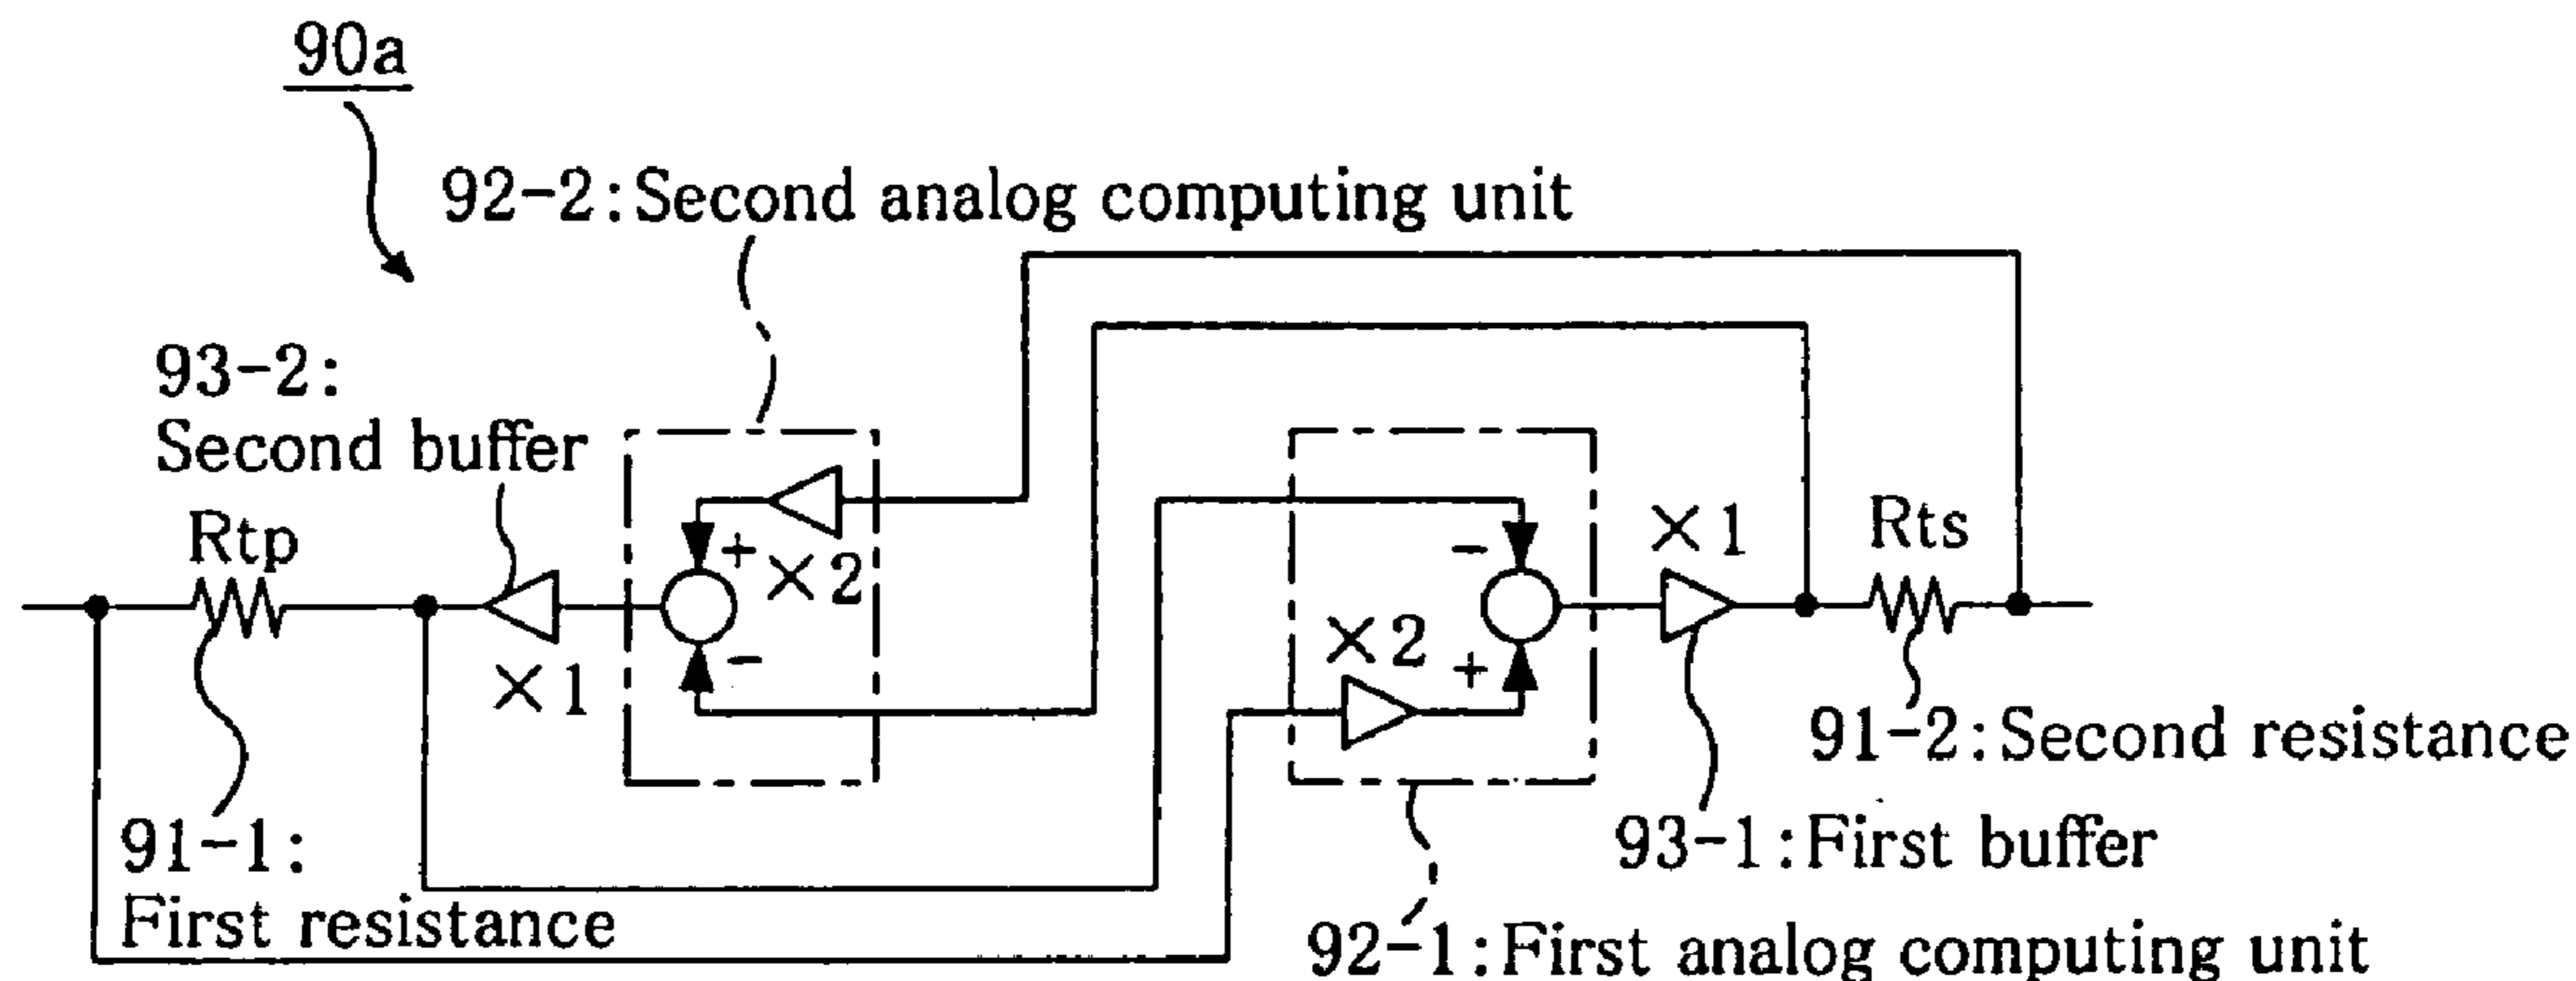 90a
92-2:Second analog computing unit
93-2:
Second buffer
Rtp
+
×2
-
×1
-
×2
+
×1
Rts
91-2:Second resistance
93-1:First buffer
91-1:
First resistance
92-1:First analog computing unit